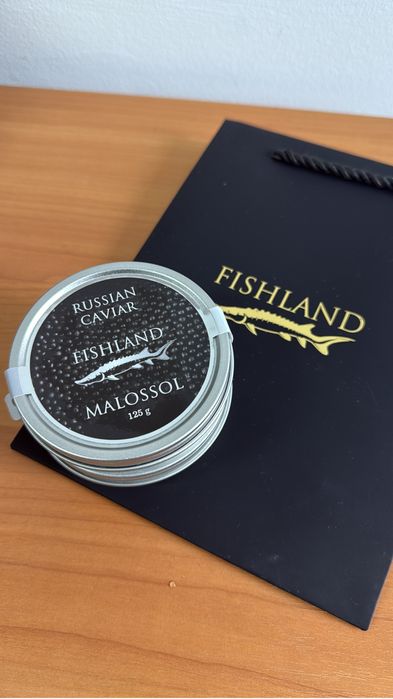 RUSSIAN
CAVIAR
FISHLAND
MALOSSOL
125 g
FISHLAND